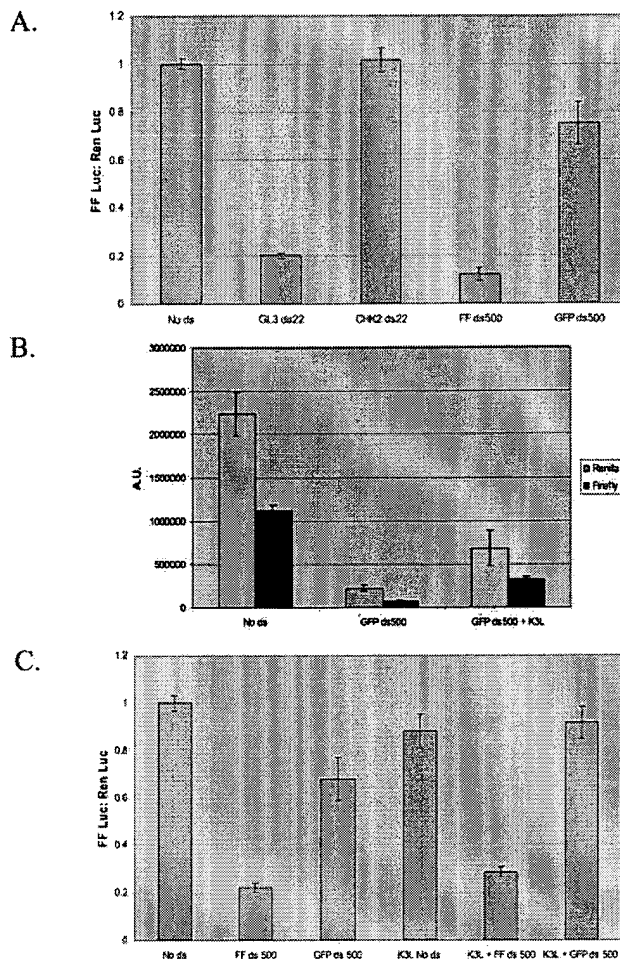 A.
1.2
1
0.8
0.6
0.4
0.2
0
FF Luc: Ren Luc
No ds
GL3 ds22
CHK2 ds22
FF ds500
GFP ds500
B.
3000000
2500000
2000000
1500000
1000000
500000
0
A.U.
Renilla
Firefly
No ds
GFP ds500
GFP ds500 + K3L
C.
1.2
1
0.8
0.6
0.4
0.2
0
FF Luc: Ren Luc
No ds
FF ds 500
GFP ds 500
K3L No ds
K3L + FF ds 500
K3L + GFP ds 500